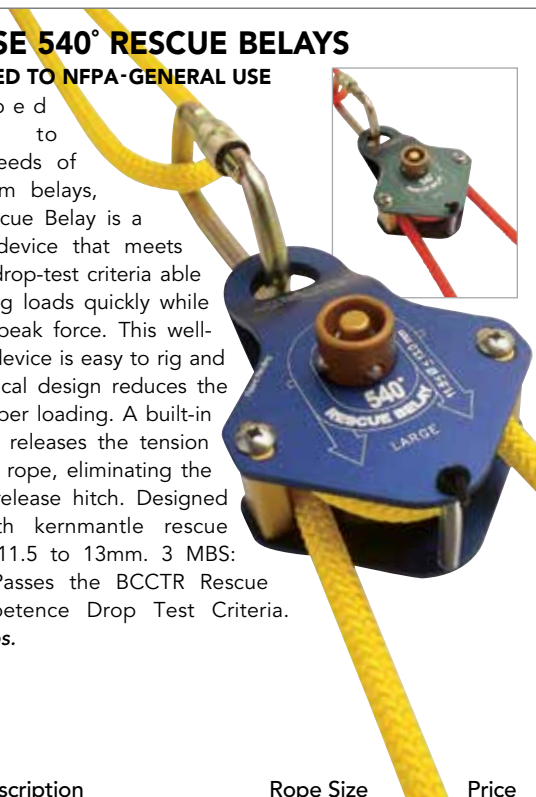 SE 540˚ RESCUE BELAYS
ED TO NFPA-GENERAL USE
o e d
to
eeds of
m belays,
cue Belay is a
device that meets
drop-test criteria able
g loads quickly while
peak force. This well-
device is easy to rig and
ical design reduces the
per loading. A built-in
releases the tension
rope, eliminating the
release hitch. Designed
th kernmantle rescue
11.5 to 13mm. 3 MBS:
Passes the BCCTR Rescue
petence Drop Test Criteria.
s.
540°
RESCUE BELAY
LARGE
scription Rope Size Price